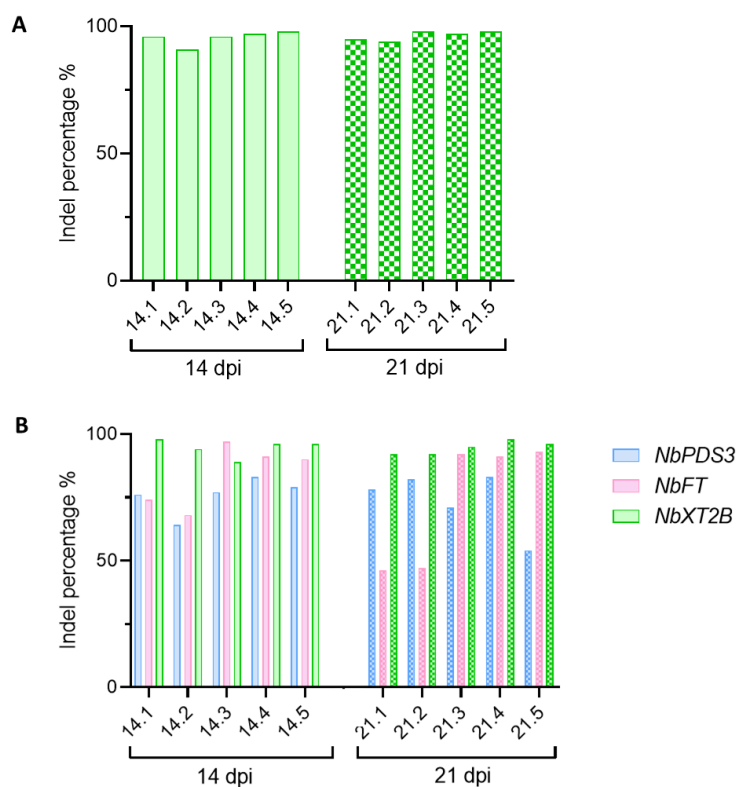 A
Indel percentage %
100
50
0
14.1 14.2 14.3 14.4 14.5 21.1 21.2 21.3 21.4 21.5
14 dpi 21 dpi
B
Indel percentage %
100
50
0
14.1 14.2 14.3 14.4 14.5 21.1 21.2 21.3 21.4 21.5
14 dpi 21 dpi
NbPDS3
NbFT
NbXT2B